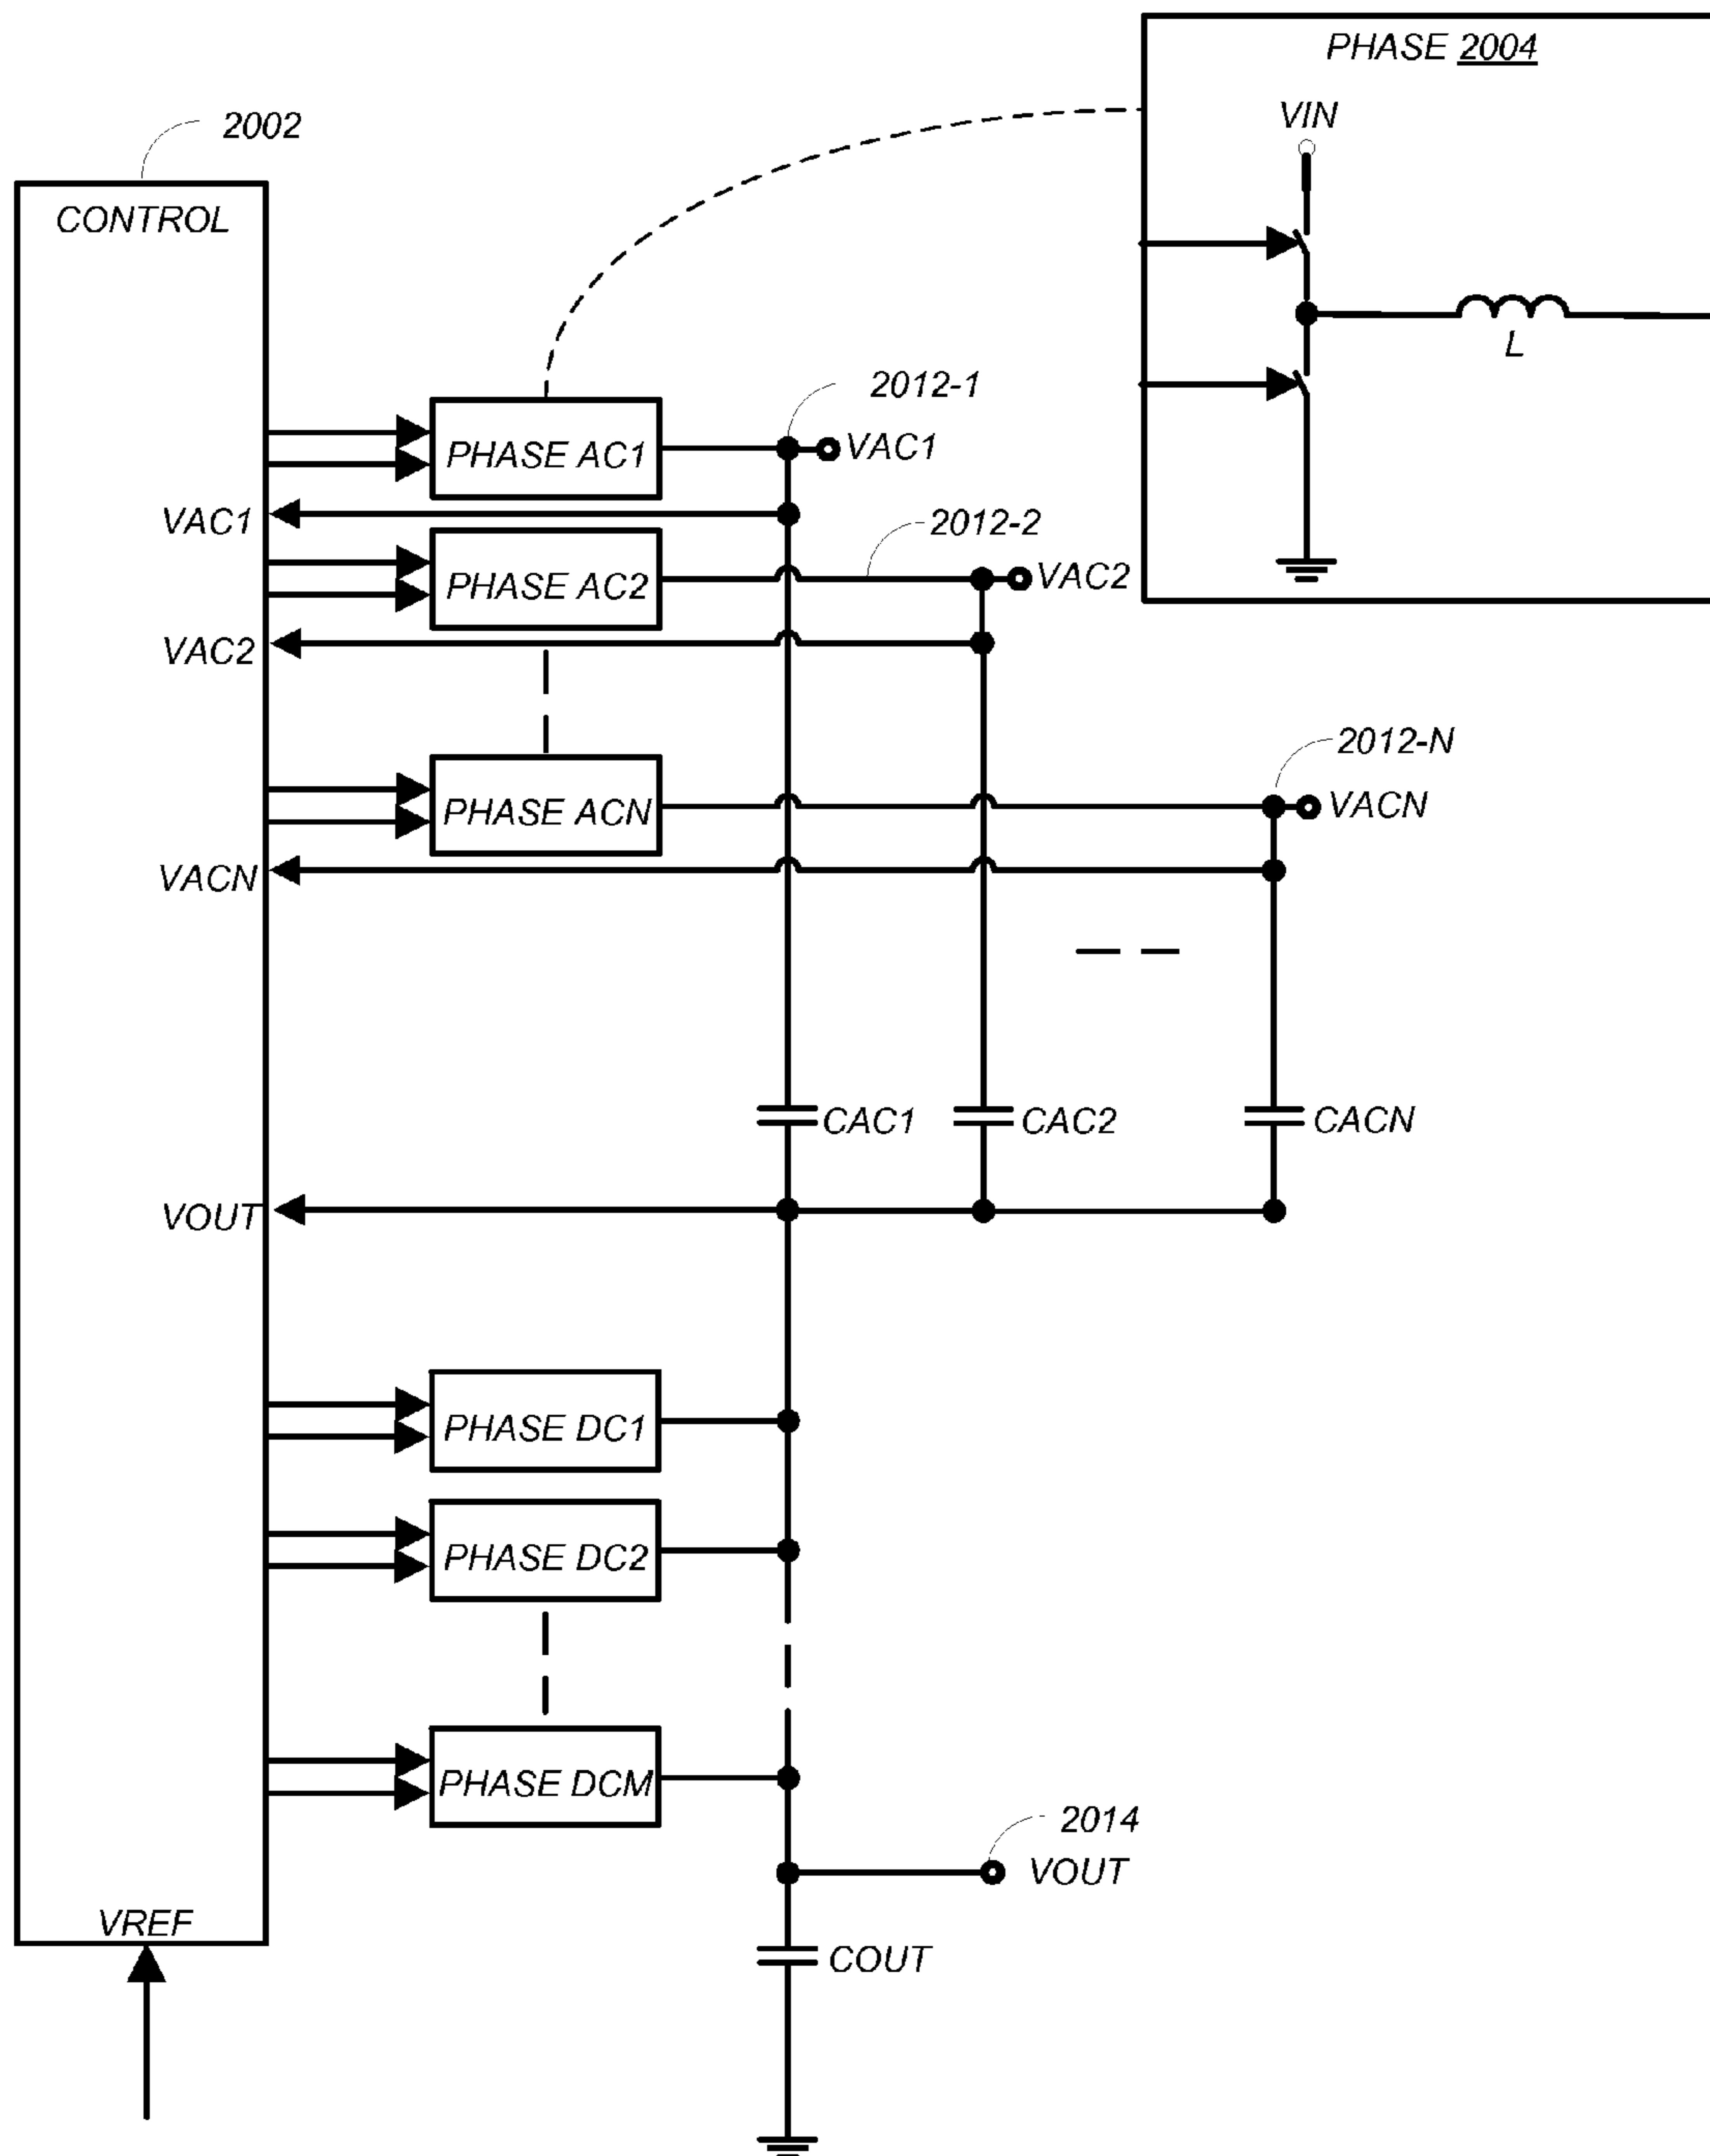 PHASE 2004
VIN
L
2002
CONTROL
2012-1
PHASE AC1
VAC1
VAC1
2012-2
PHASE AC2
VAC2
VAC2
2012-N
PHASE ACN
VACN
VACN
CAC1
CAC2
CACN
VOUT
PHASE DC1
PHASE DC2
PHASE DCM
2014
VOUT
VREF
COUT